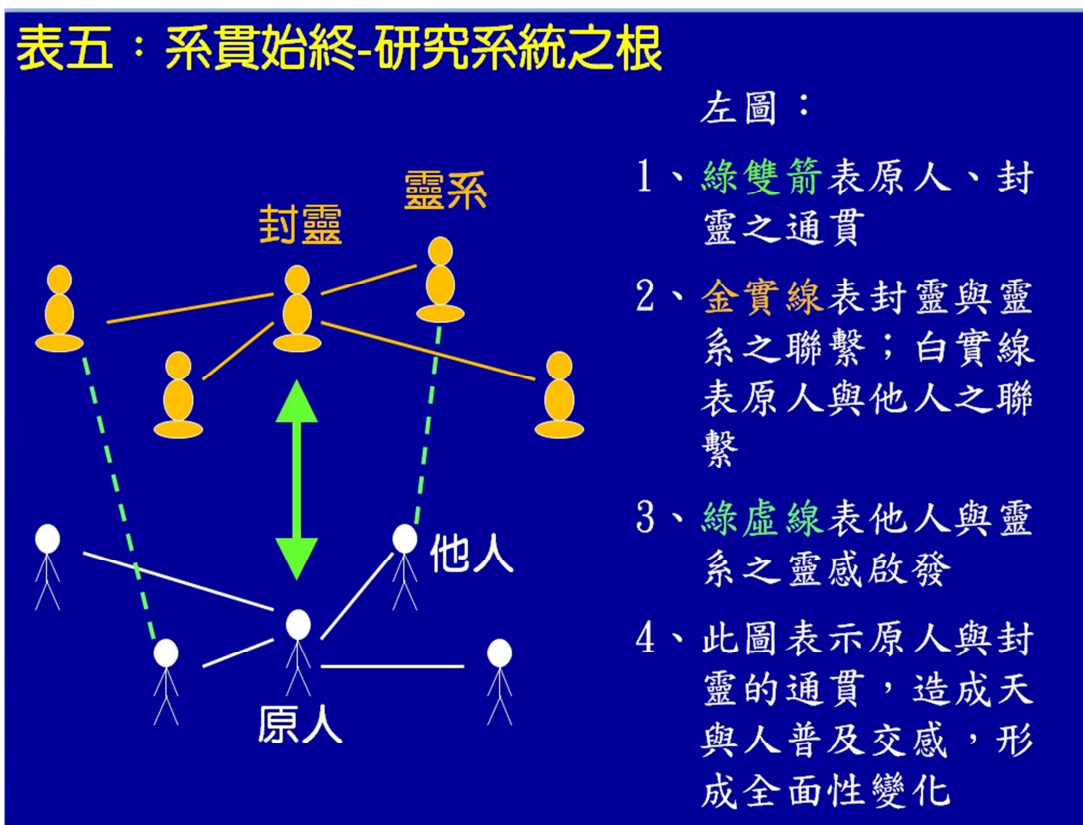 表五：系貫始終-研究系統之根
靈系
封靈
他人
原人
左圖：
1、綠雙箭表原人、封
靈之通貫
2、金實線表封靈與靈
系之聯繫；白實線
表原人與他人之聯
繫
3、綠虛線表他人與靈
系之靈感啟發
4、此圖表示原人與封
靈的通貫，造成天
與人普及交感，形
成全面性變化